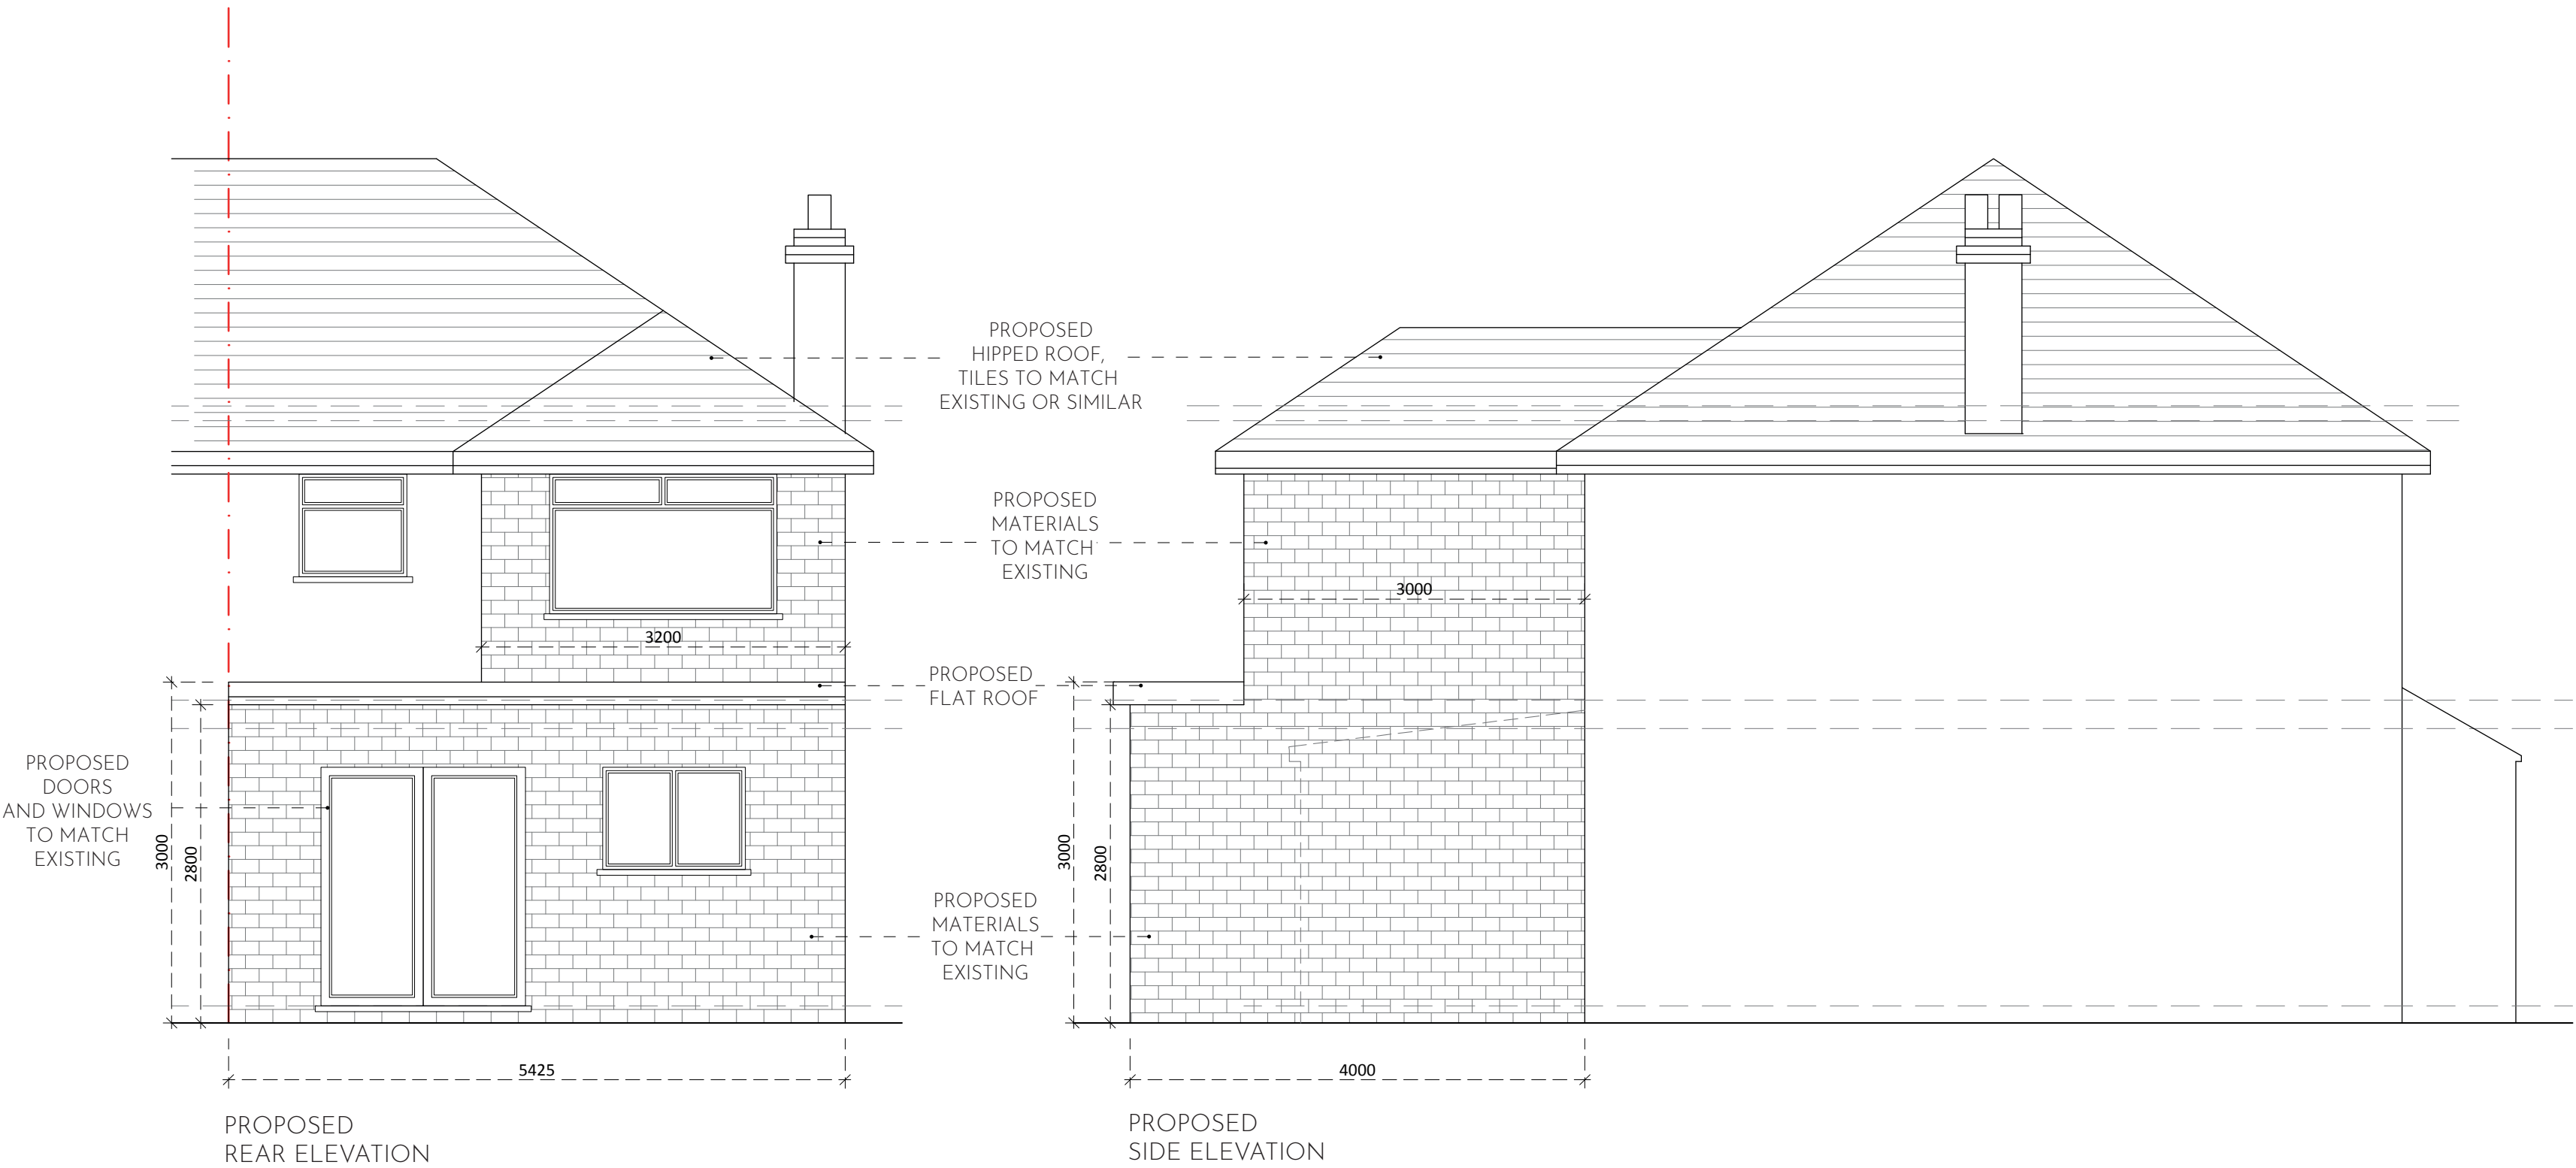 PROPOSED
HIPPED ROOF,
TILES TO MATCH
EXISTING OR SIMILAR
PROPOSED
MATERIALS
TO MATCH
EXISTING
3000
3200
PROPOSED
FLAT ROOF
PROPOSED
DOORS
AND WINDOWS
TO MATCH
EXISTING
3000
2800
3000
2800
PROPOSED
MATERIALS
TO MATCH
EXISTING
5425
4000
PROPOSED
REAR ELEVATION
PROPOSED
SIDE ELEVATION